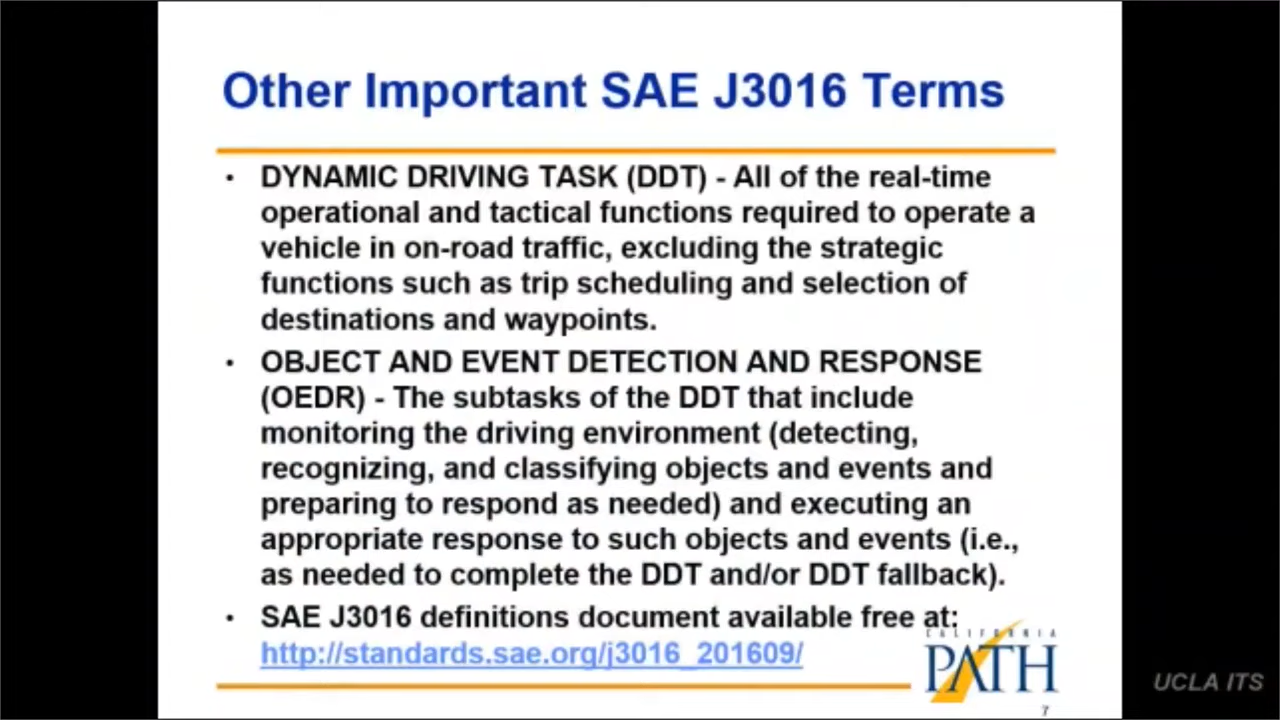 Other Important SAE J3016 Terms
• DYNAMIC DRIVING TASK (DDT) - All of the real-time
operational and tactical functions required to operate a
vehicle in on-road traffic, excluding the strategic
functions such as trip scheduling and selection of
destinations and waypoints.
• OBJECT AND EVENT DETECTION AND RESPONSE
(OEDR) - The subtasks of the DDT that include
monitoring the driving environment (detecting,
recognizing, and classifying objects and events and
preparing to respond as needed) and executing an
appropriate response to such objects and events (i.e.,
as needed to complete the DDT and/or DDT fallback).
• SAE J3016 definitions document available free at:
http://standards.sae.org/j3016_201609/
CALIFORNIA
PATH
7
UCLA ITS